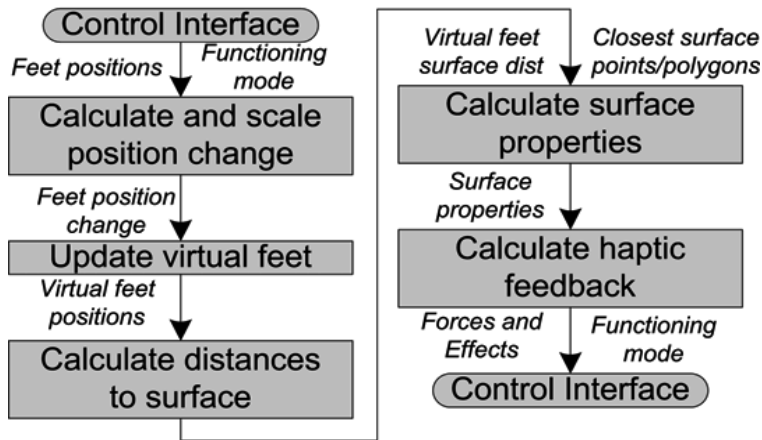 Control Interface
Feet positions
Functioning
mode
Calculate and scale
position change
Feet position
change
Update virtual feet
Virtual feet
positions
Calculate distances
to surface
Virtual feet
surface dist
Closest surface
points/polygons
Calculate surface
properties
Surface
properties
Calculate haptic
feedback
Forces and
Effects
Functioning
mode
Control Interface